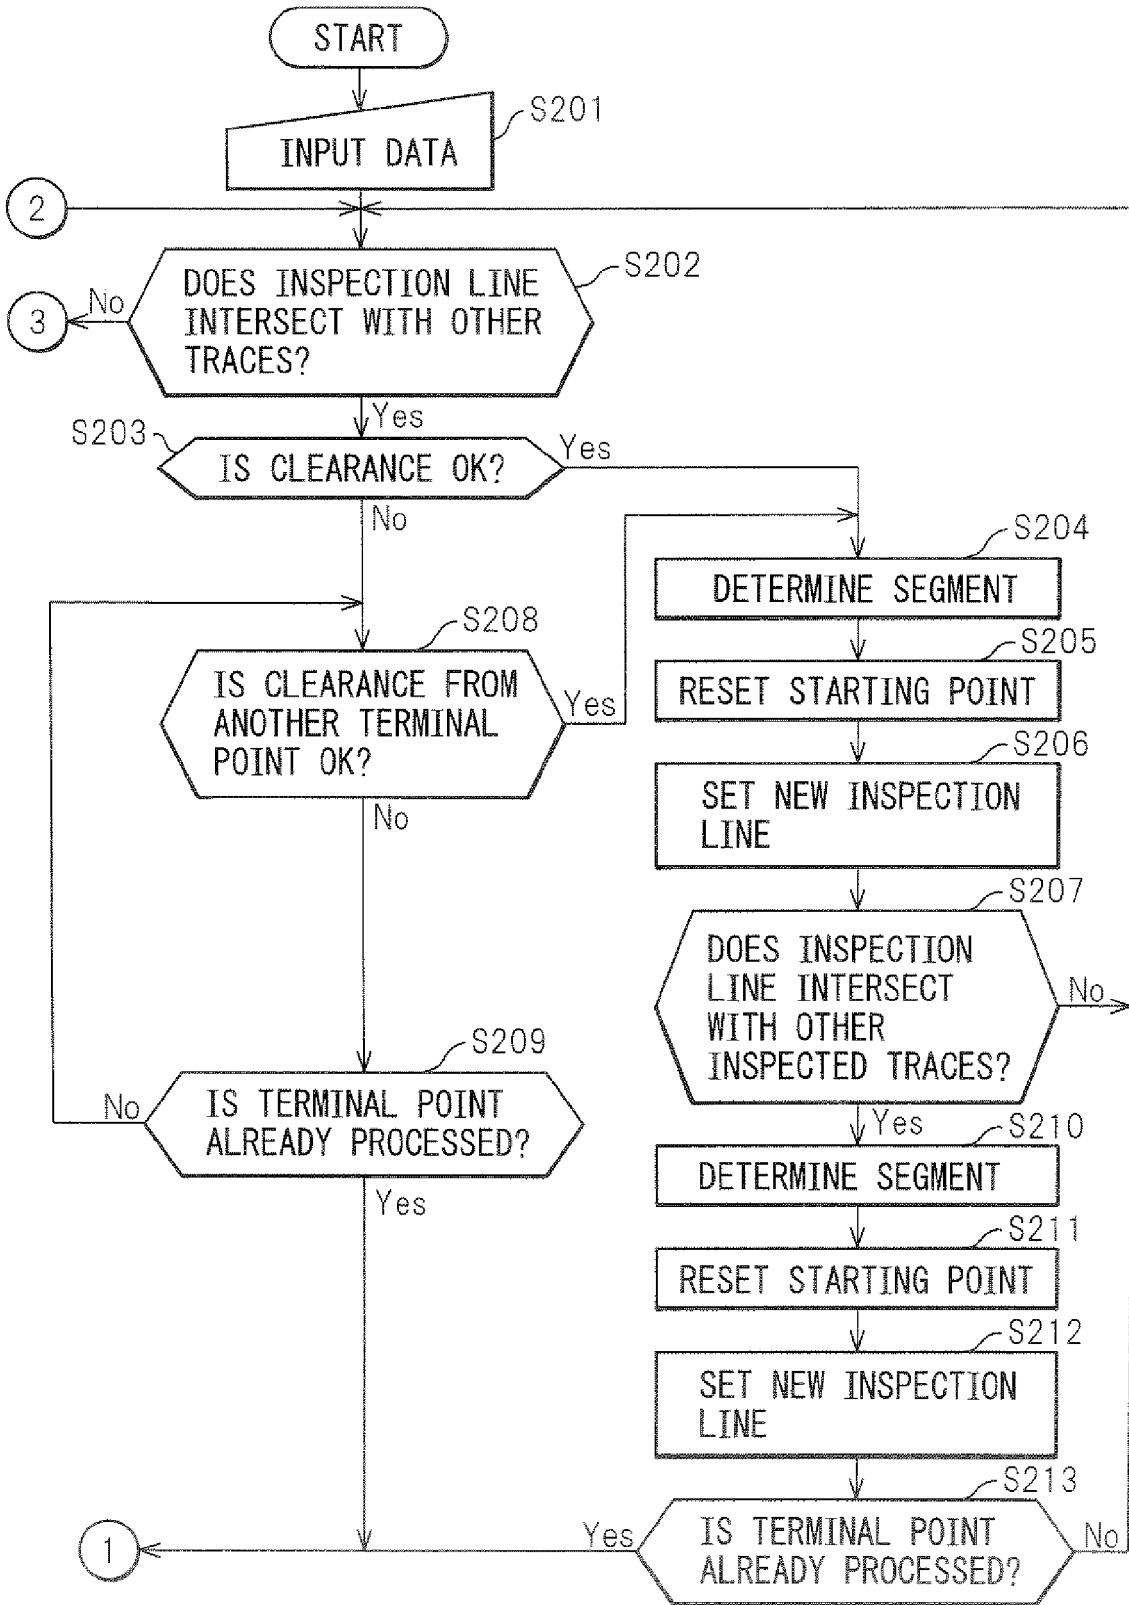 START
S201
INPUT DATA
2
S202
DOES INSPECTION LINE
INTERSECT WITH OTHER
TRACES?
No
3
Yes
S203
IS CLEARANCE OK?
Yes
No
S204
DETERMINE SEGMENT
S205
RESET STARTING POINT
S206
SET NEW INSPECTION
LINE
S208
IS CLEARANCE FROM
ANOTHER TERMINAL
POINT OK?
Yes
No
S207
DOES INSPECTION
LINE INTERSECT
WITH OTHER
INSPECTED TRACES?
No
Yes
S209
IS TERMINAL POINT
ALREADY PROCESSED?
No
Yes
S210
DETERMINE SEGMENT
S211
RESET STARTING POINT
S212
SET NEW INSPECTION
LINE
S213
IS TERMINAL POINT
ALREADY PROCESSED?
Yes
No
1